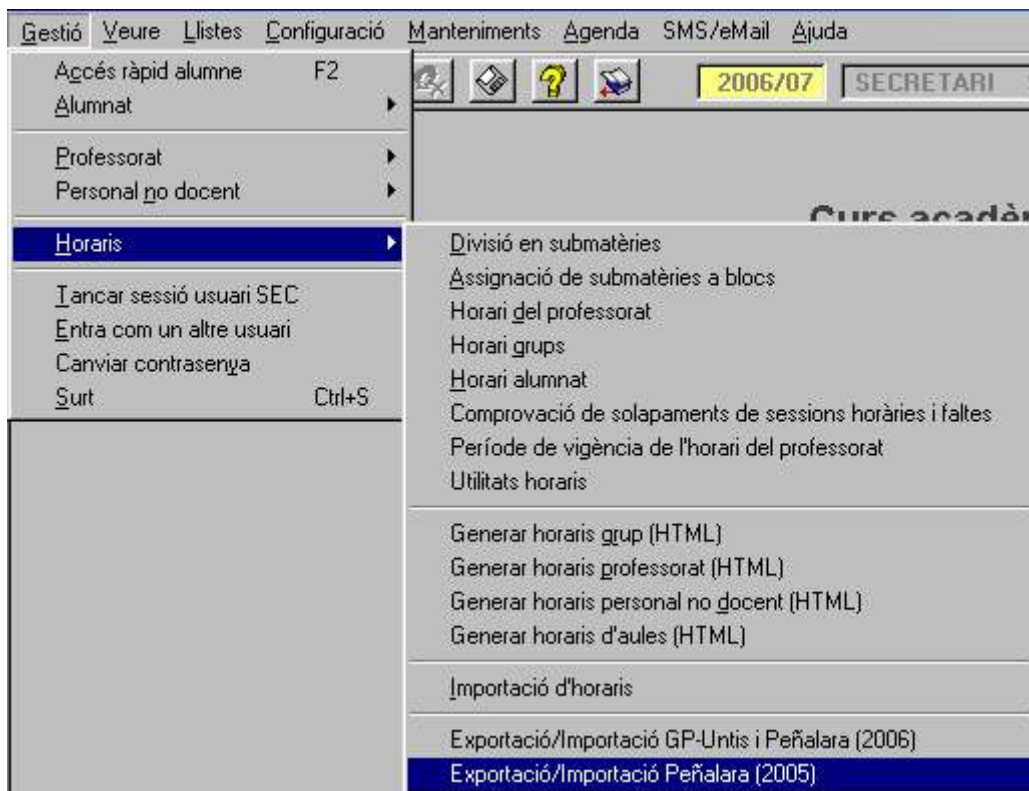 Gestió Veure Llistes Configuració Manteniments Agenda SMS/eMail Ajuda
Accés ràpid alumne F2
Alumnat
2006/07 SECRETARI
Professorat
Personal no docent
Curs acadè
Horaris
Divisió en submatèries
Assignació de submatèries a blocs
Horari del professorat
Horari grups
Horari alumnat
Comprovació de solapaments de sessions horàries i faltes
Període de vigència de l'horari del professorat
Utilitats horaris
Generar horaris grup (HTML)
Generar horaris professorat (HTML)
Generar horaris personal no docent (HTML)
Generar horaris d'aules (HTML)
Importació d'horaris
Exportació/Importació GP-Untis i Peñalara (2006)
Exportació/Importació Peñalara (2005)
Tancar sessió usuari SEC
Entra com un altre usuari
Canviar contrasenya
Surt Ctrl+S